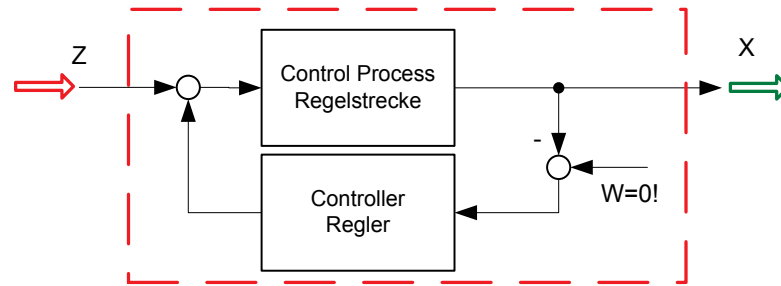 Z
X
Control Process
Regelstrecke
-
W=0!
Controller
Regler